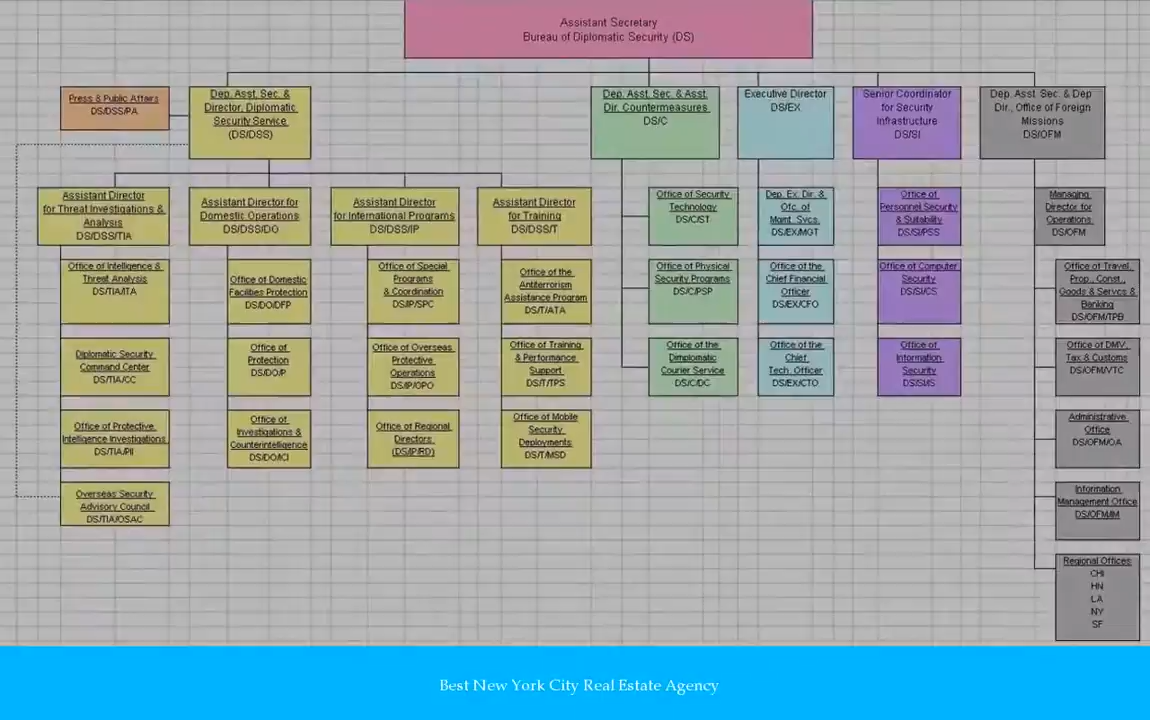 Assistant Secretary
Bureau of Diplomatic Security (DS)
Press & Public Affairs
DS/DSS/PA
Dep. Asst. Sec. &
Director, Diplomatic
Security Service
(DS/DSS)
Dep. Asst. Sec. & Asst.
Dir. Countermeasures
DS/C
Executive Director
DS/EX
Senior Coordinator
for Security
Infrastructure
DS/SI
Dep. Asst. Sec. & Dep
Dir., Office of Foreign
Missions
DS/OFM
Assistant Director
for Threat Investigations &
Analysis
DS/DSS/TIA
Assistant Director for
Domestic Operations
DS/DSS/DO
Assistant Director
for International Programs
DS/DSS/IP
Assistant Director
for Training
DS/DSS/T
Office of Security
Technology
DS/C/ST
Dep. Ex. Dir. &
Ofc. of
Mgmt. Svcs.
DS/EX/MGT
Office of
Personnel Security
& Suitability
DS/SI/PSS
Managing
Director for
Operations
DS/OFM
Office of Intelligence &
Threat Analysis
DS/TIA/ITA
Office of Domestic
Facilities Protection
DS/DO/DFP
Office of Special
Programs
& Coordination
DS/IP/SPC
Office of the
Antiterrorism
Assistance Program
DS/T/ATA
Office of Physical
Security Programs
DS/C/PSP
Office of the
Chief Financial
Officer
DS/EX/CFO
Office of Computer
Security
DS/SI/CS
Office of Travel,
Prop., Const.,
Goods & Servcs &
Banking
DS/OFM/TPB
Diplomatic Security
Command Center
DS/TIA/CC
Office of
Protection
DS/DO/P
Office of Overseas
Protective
Operations
DS/IP/OPO
Office of Training
& Performance
Support
DS/T/TPS
Office of the
Dimplomatic
Courier Service
DS/C/DC
Office of the
Chief
Tech. Officer
DS/EX/CTO
Office of
Information
Security
DS/SI/IS
Office of DMV,
Tax & Customs
DS/OFM/VTC
Office of Protective
Intelligence Investigations
DS/TIA/PII
Office of
Investigations &
Counterintelligence
DS/DO/ICI
Office of Regional
Directors
(DS/IP/RD)
Office of Mobile
Security
Deployments
DS/T/MSD
Administrative
Office
DS/OFM/OA
Overseas Security
Advisory Council
DS/TIA/OSAC
Information
Management Office
DS/OFM/IM
Regional Offices
CHI
HN
LA
NY
SF
Best New York City Real Estate Agency